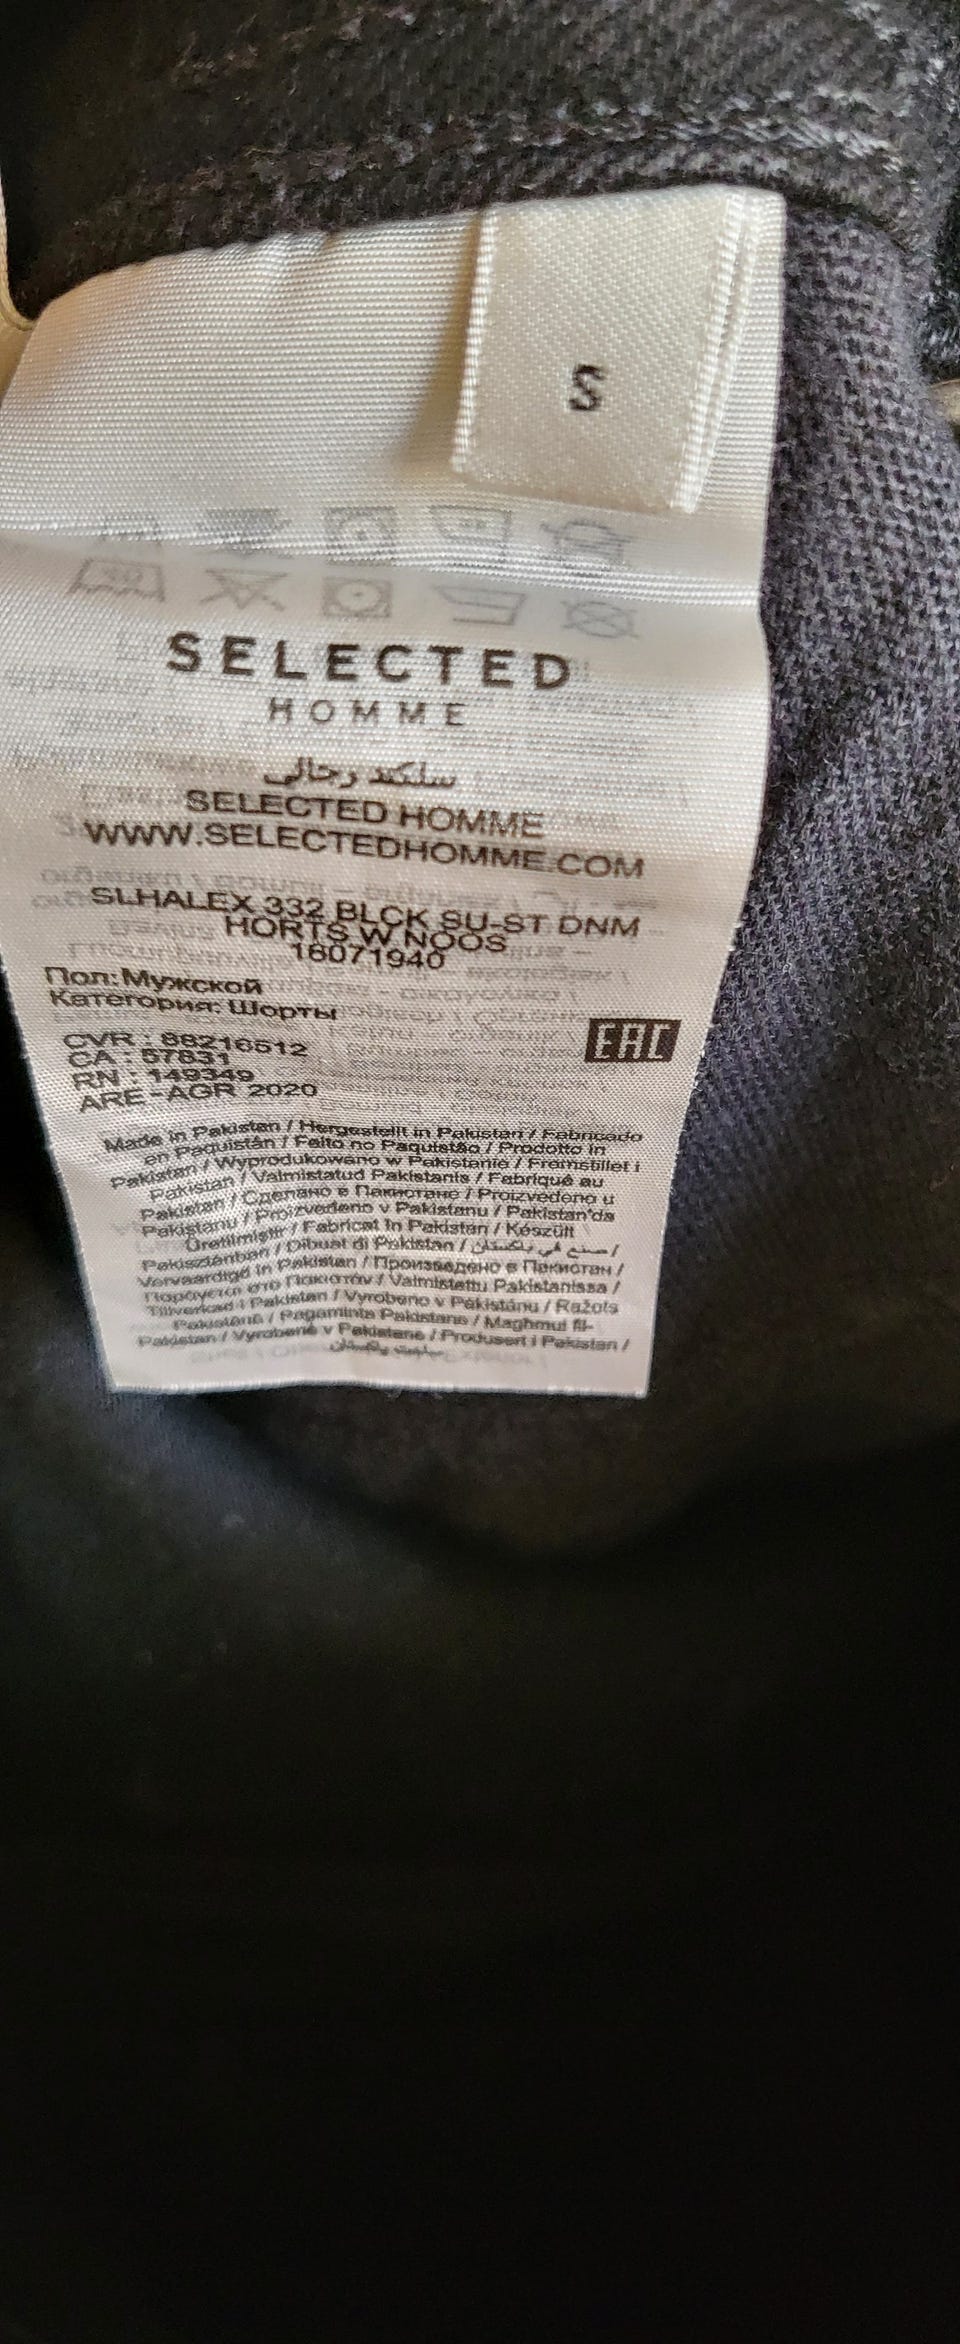 S
SELECTED
HOMME
سلكتد رجالي
SELECTED HOMME
WWW.SELECTEDHOMME.COM
SLHALEX 332 BLCK SU-ST DNM
HORTS W NOOS
16071940
Пол: Мужской
Категория: Шорты
EAC
CVR : 88216512
CA : 57831
RN : 149349
ARE-AGR 2020
Made in Pakistan / Hergestellt in Pakistan / Fabricado
en Paquistán / Feito no Paquistão / Prodotto in
Pakistan / Wyprodukowano w Pakistanie / Fremstillet i
Pakistan / Valmistatud Pakistanis / Fabriqué au
Pakistan / Сделано в Пакистане / Proizvedeno u
Pakistanu / Proizvedeno v Pakistanu / Pakistan'da
Üretilmiştir / Fabricat în Pakistan / Készült
Pakisztánban / Dibuat di Pakistan / صنع في باكستان /
Vervaardigd in Pakistan / Произведено в Пакистан /
Παράγεται στο Πακιστάν / Valmistettu Pakistanissa /
Tillverkad i Pakistan / Vyrobeno v Pákistánu / Ražots
Pakistānā / Pagaminta Pakistane / Maghmul fil-
Pakistan / Vyrobené v Pakistane / Produsert i Pakistan /